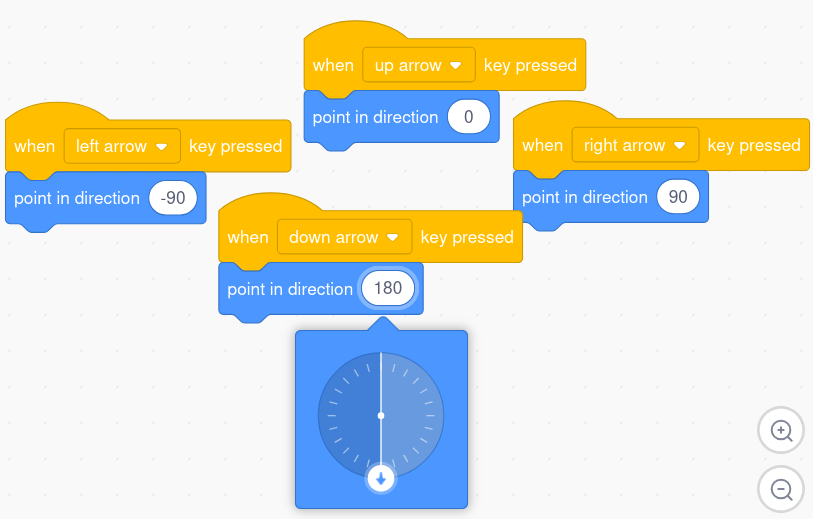 when up arrow key pressed
point in direction 0
when left arrow key pressed
point in direction -90
when right arrow key pressed
point in direction 90
when down arrow key pressed
point in direction 180